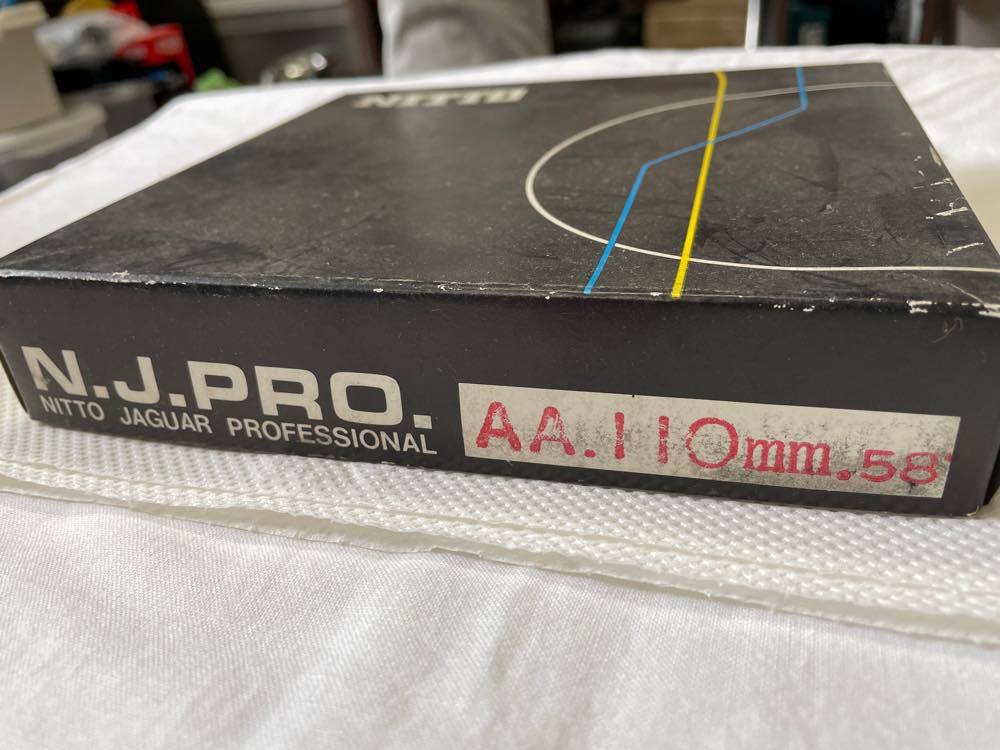 NITTO
N.J.PRO.
NITTO JAGUAR PROFESSIONAL
AA.110mm.58°